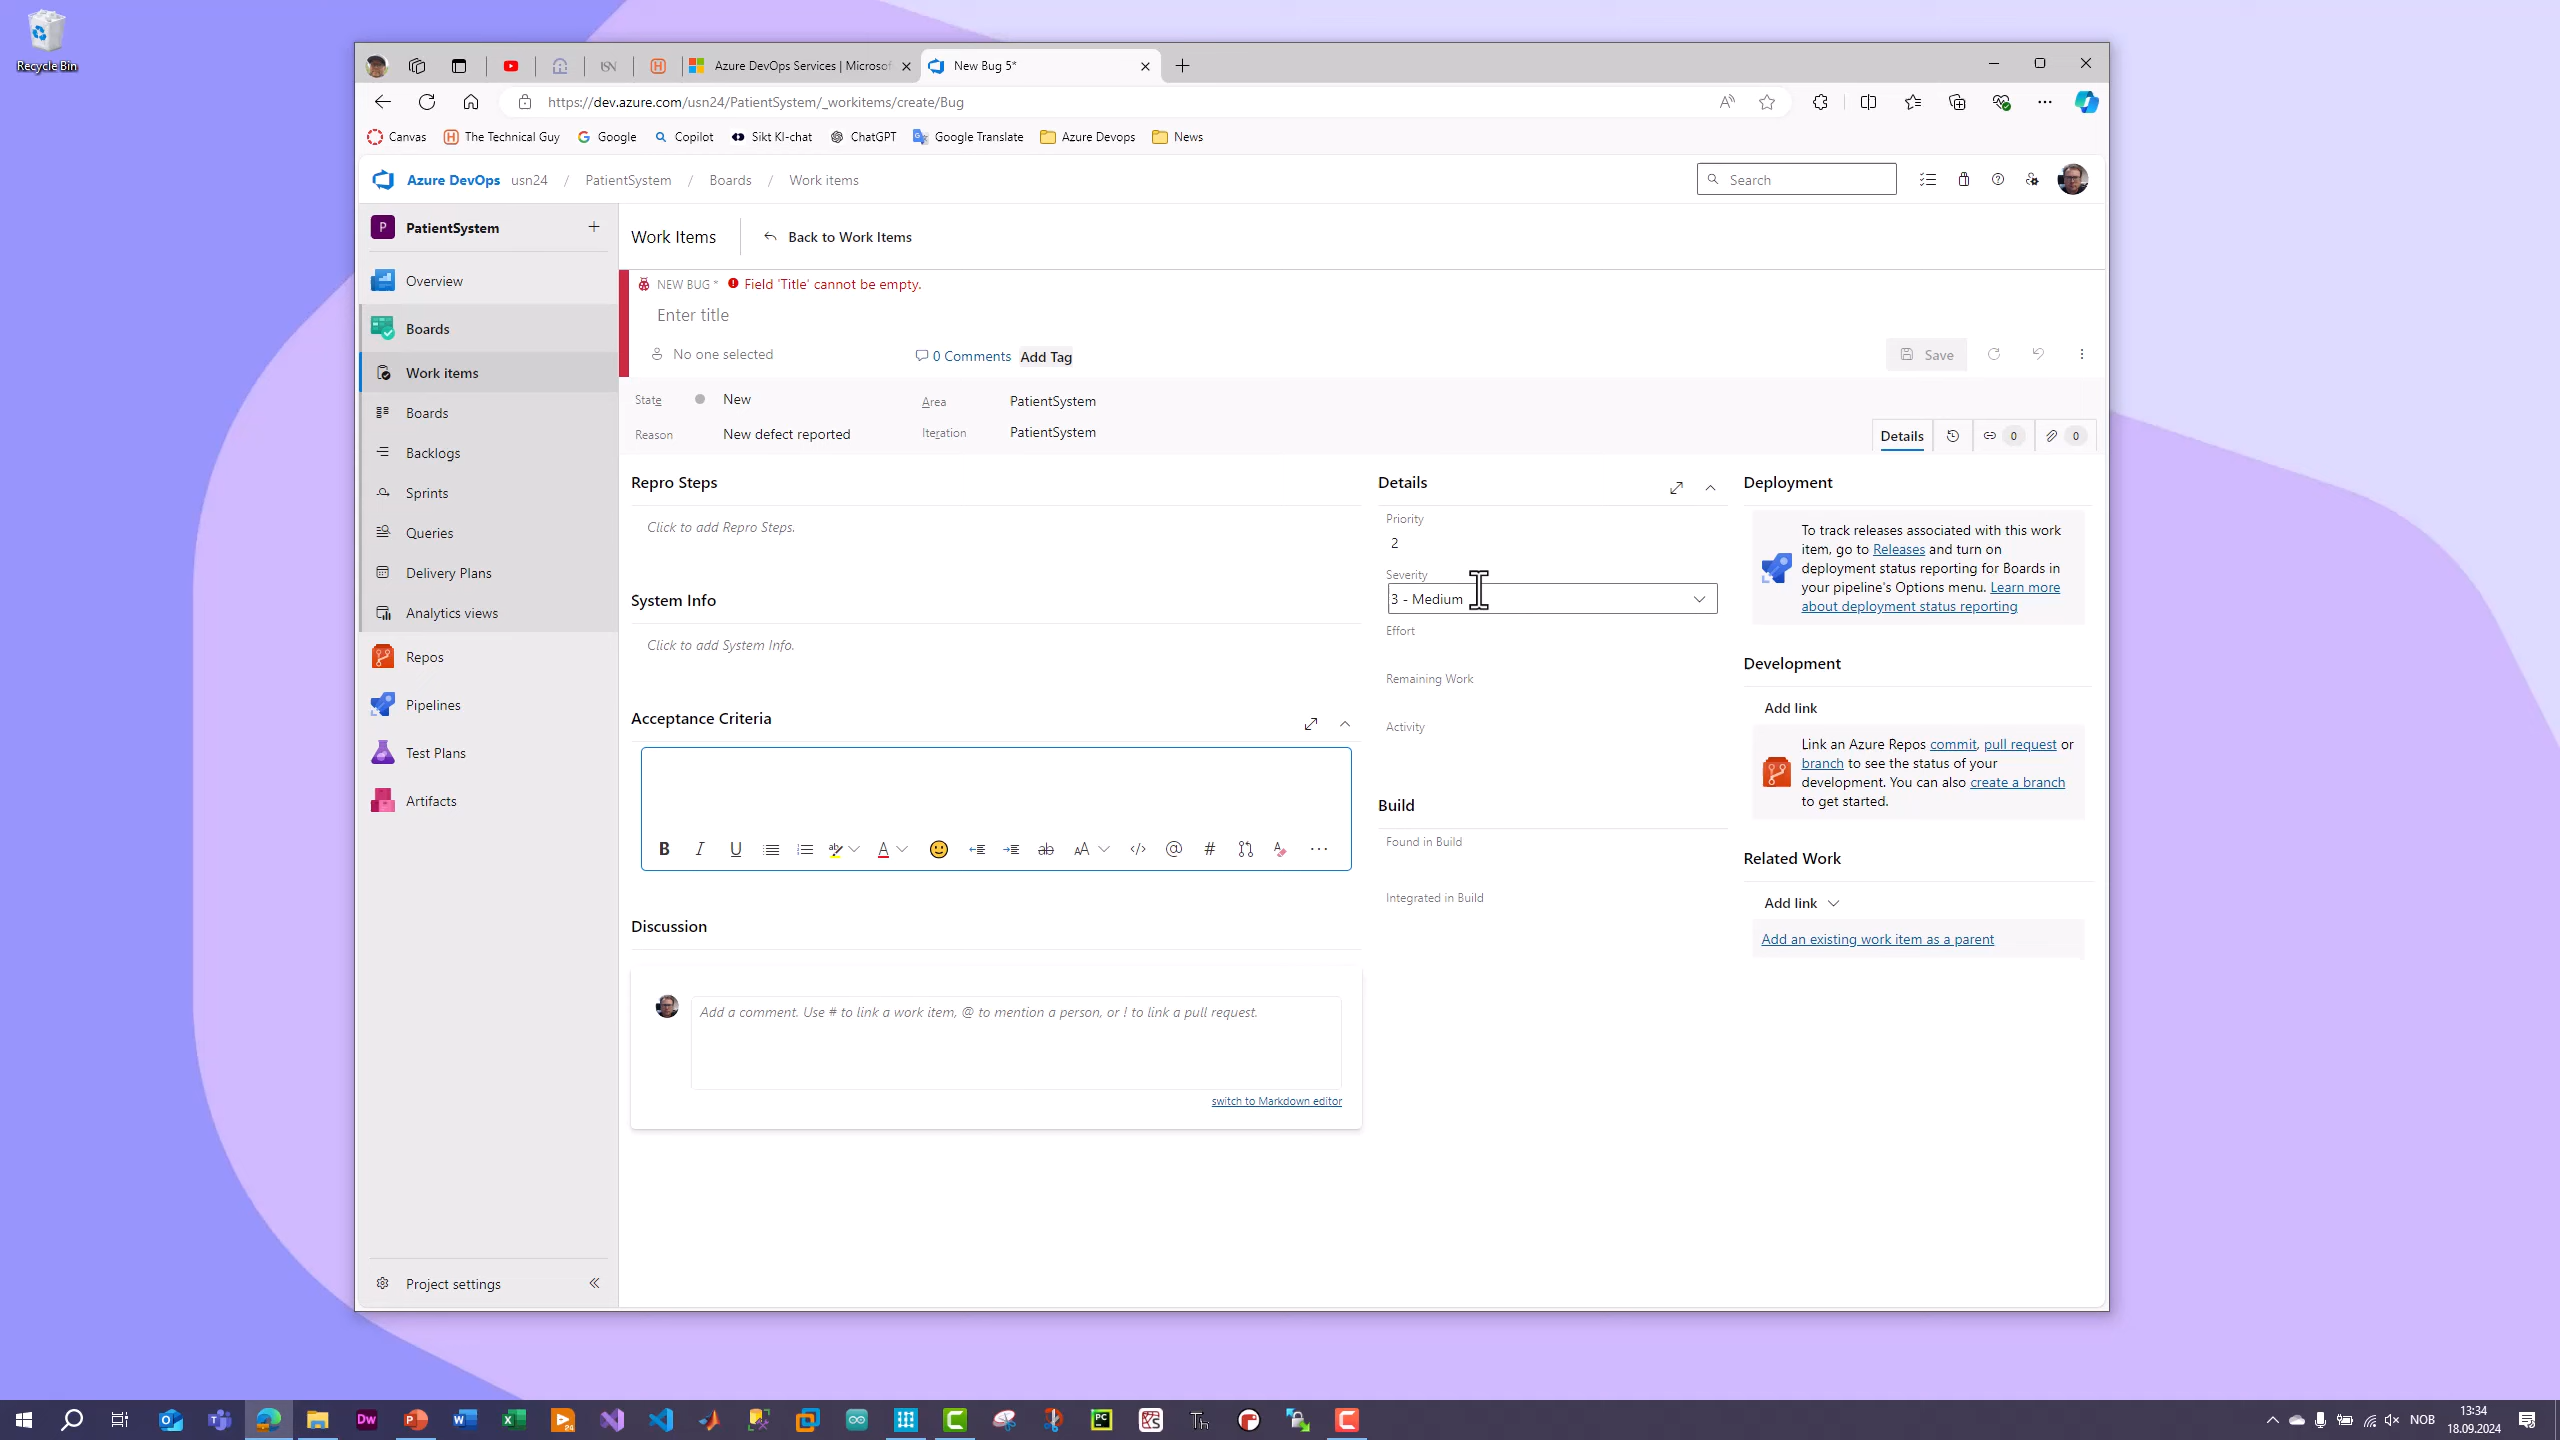 Recycle Bin
Azure DevOps Services | Microsof
New Bug 5*
https://dev.azure.com/usn24/PatientSystem/_workitems/create/Bug
Canvas
The Technical Guy
Google
Copilot
Sikt KI-chat
ChatGPT
Google Translate
Azure Devops
News
Azure DevOps usn24 / PatientSystem / Boards / Work items
Search
P PatientSystem
Overview
Boards
Work items
Boards
Backlogs
Sprints
Queries
Delivery Plans
Analytics views
Repos
Pipelines
Test Plans
Artifacts
Project settings
Work Items
Back to Work Items
NEW BUG * Field 'Title' cannot be empty.
Enter title
No one selected
0 Comments
Add Tag
Save
State New
Area PatientSystem
Reason New defect reported
Iteration PatientSystem
Details
0
0
Repro Steps
Click to add Repro Steps.
System Info
Click to add System Info.
Acceptance Criteria
Discussion
Add a comment. Use # to link a work item, @ to mention a person, or ! to link a pull request.
switch to Markdown editor
Details
Priority
2
Severity
3 - Medium
Effort
Remaining Work
Activity
Build
Found in Build
Integrated in Build
Deployment
To track releases associated with this work
item, go to Releases and turn on
deployment status reporting for Boards in
your pipeline's Options menu. Learn more
about deployment status reporting
Development
Add link
Link an Azure Repos commit, pull request or
branch to see the status of your
development. You can also create a branch
to get started.
Related Work
Add link
Add an existing work item as a parent
NOB
13:34
18.09.2024